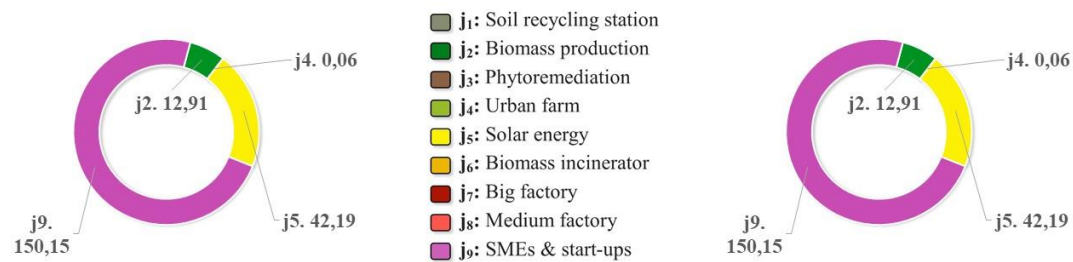 j4. 0,06
j2. 12,91
j9.
150,15
j5. 42,19
j₁: Soil recycling station
j₂: Biomass production
j₃: Phytoremediation
j₄: Urban farm
j₅: Solar energy
j₆: Biomass incinerator
j₇: Big factory
j₈: Medium factory
j₉: SMEs & start-ups
j4. 0,06
j2. 12,91
j9.
150,15
j5. 42,19